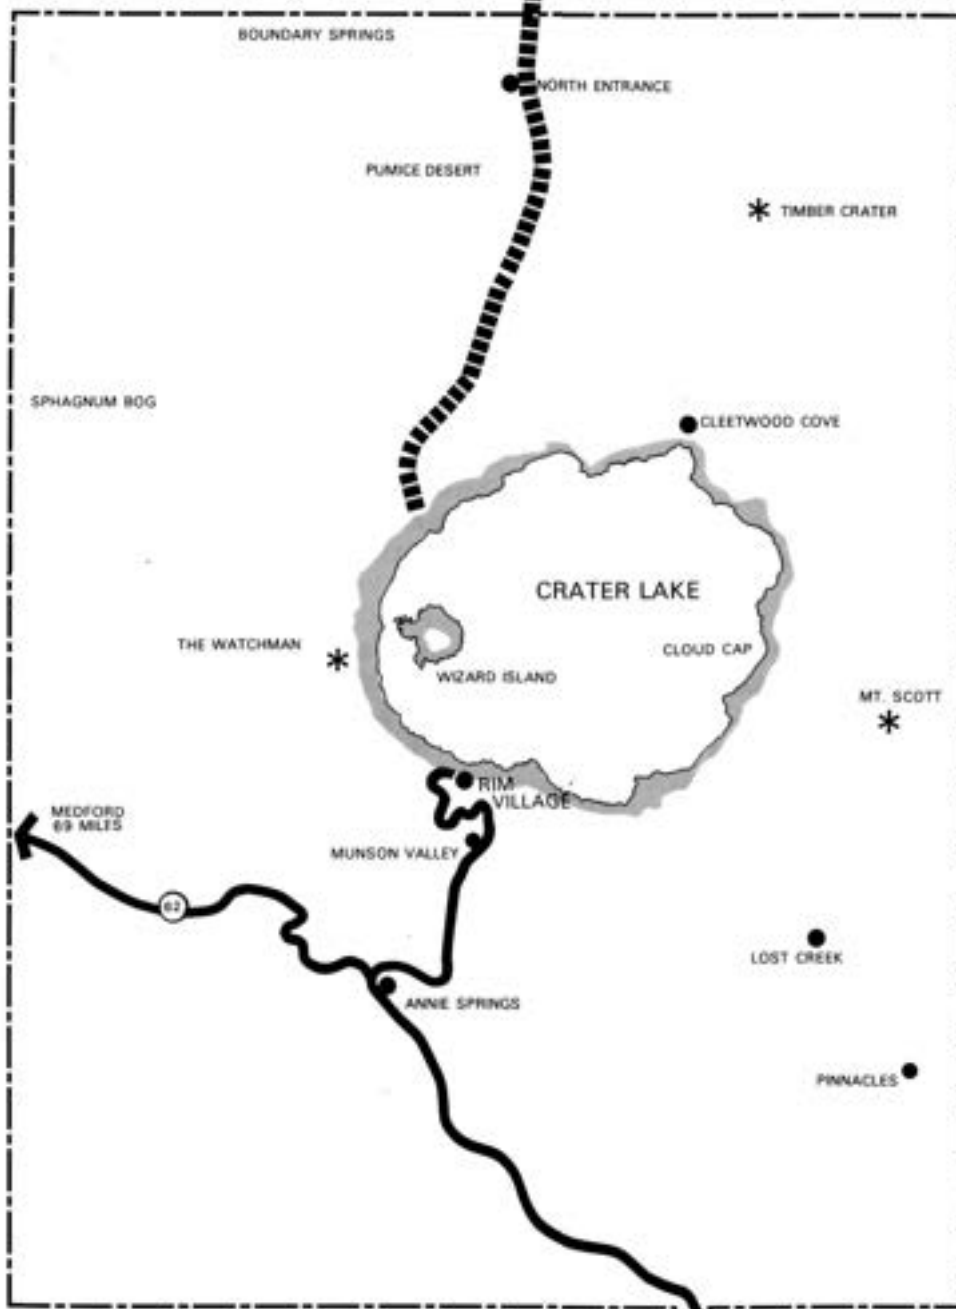 BOUNDARY SPRINGS
NORTH ENTRANCE
PUMICE DESERT
TIMBER CRATER
SPHAGNUM BOG
CLEETWOOD COVE
CRATER LAKE
THE WATCHMAN
CLOUD CAP
WIZARD ISLAND
MT. SCOTT
RIM
VILLAGE
MEDFORD
69 MILES
MUNSON VALLEY
62
LOST CREEK
ANNIE SPRINGS
PINNACLES